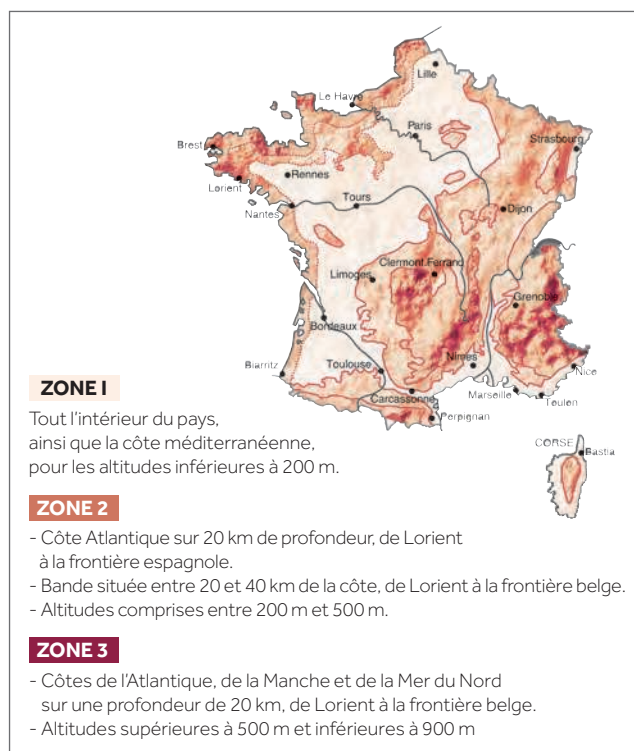 Lille
Le Havre
Paris
Strasbourg
Brest
Rennes
Lorient
Tours
Nantes
Dijon
Clermont Ferrand
Limoges
Grenoble
Bordeaux
Biarritz
Toulouse
Nimes
Nice
Marseille
Toulon
Carcassonne
Perpignan
CORSE
Bastia
ZONE I
Tout l'intérieur du pays,
ainsi que la côte méditerranéenne,
pour les altitudes inférieures à 200 m.
ZONE 2
- Côte Atlantique sur 20 km de profondeur, de Lorient
à la frontière espagnole.
- Bande située entre 20 et 40 km de la côte, de Lorient à la frontière belge.
- Altitudes comprises entre 200 m et 500 m.
ZONE 3
- Côtes de l'Atlantique, de la Manche et de la Mer du Nord
sur une profondeur de 20 km, de Lorient à la frontière belge.
- Altitudes supérieures à 500 m et inférieures à 900 m